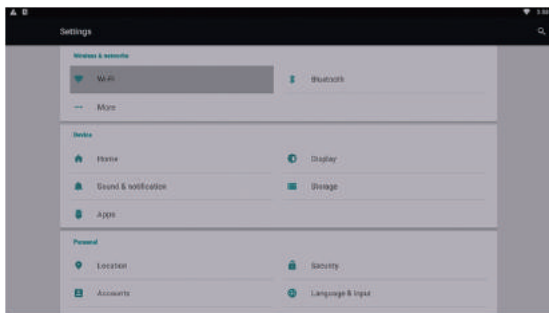 Settings
Wireless & networks
Wi-Fi
Bluetooth
More
Device
Home
Display
Sound & notification
Storage
Apps
Personal
Location
Security
Accounts
Language & input